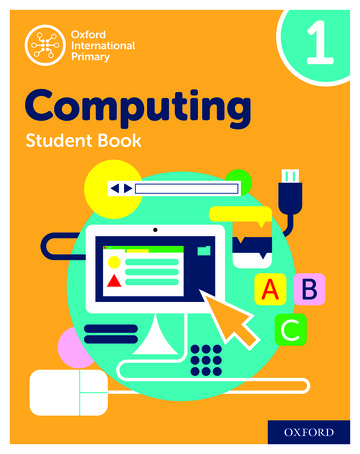 Oxford
International
Primary
1
Computing
Student Book
A
B
C
OXFORD